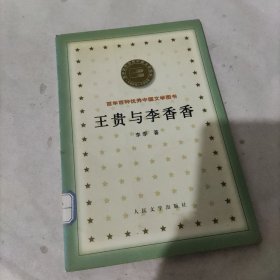 百年百种优秀中国文学图书
王贵与李香香
李季 著
人民文学出版社